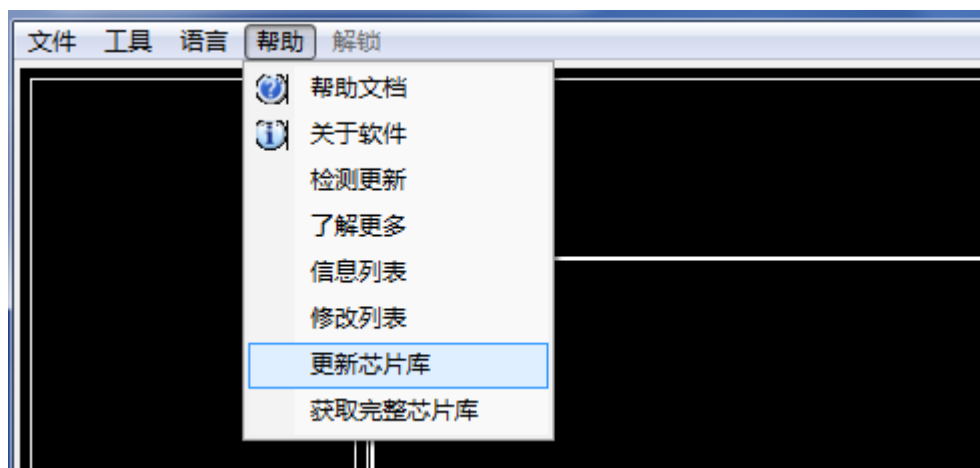 文件 工具 语言 帮助 解锁
帮助文档
关于软件
检测更新
了解更多
信息列表
修改列表
更新芯片库
获取完整芯片库